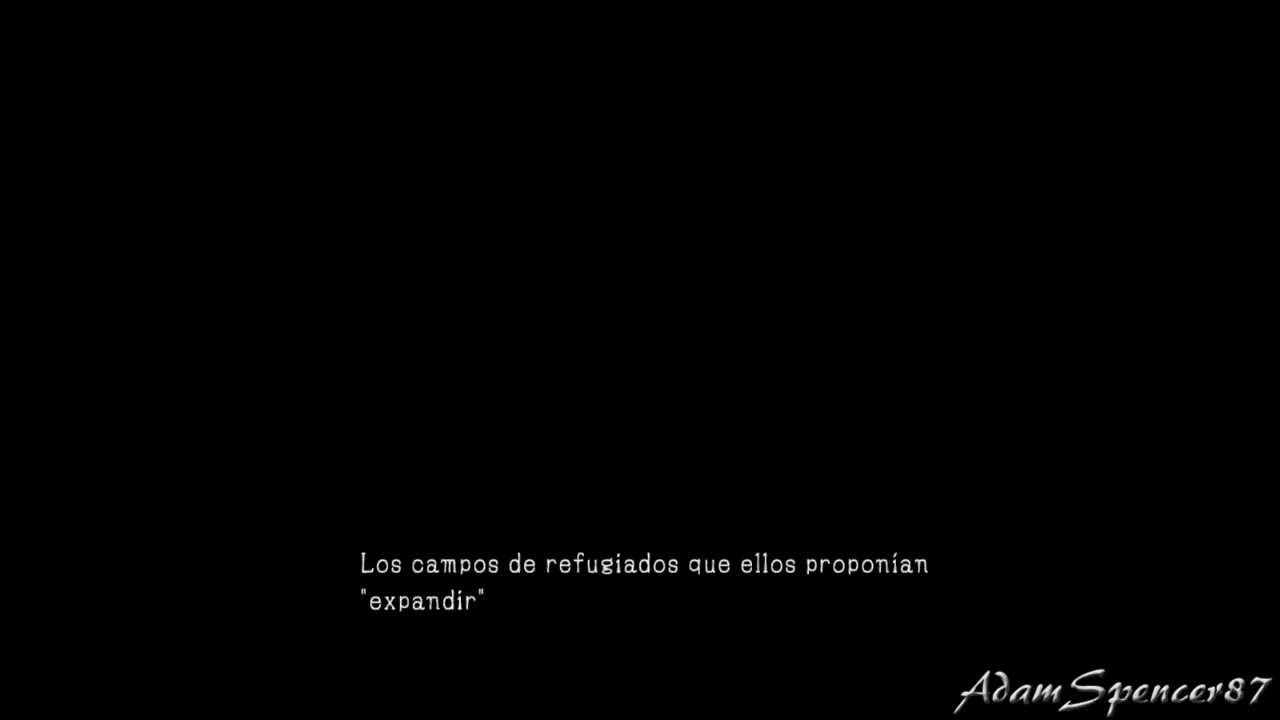 Los campos de refugiados que ellos proponían
"expandir"
AdamSpencer87